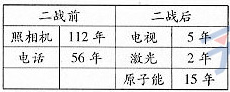 二战前 二战后
照相机 112 年 电视 5 年
电话 56 年 激光 2 年
原子能 15 年